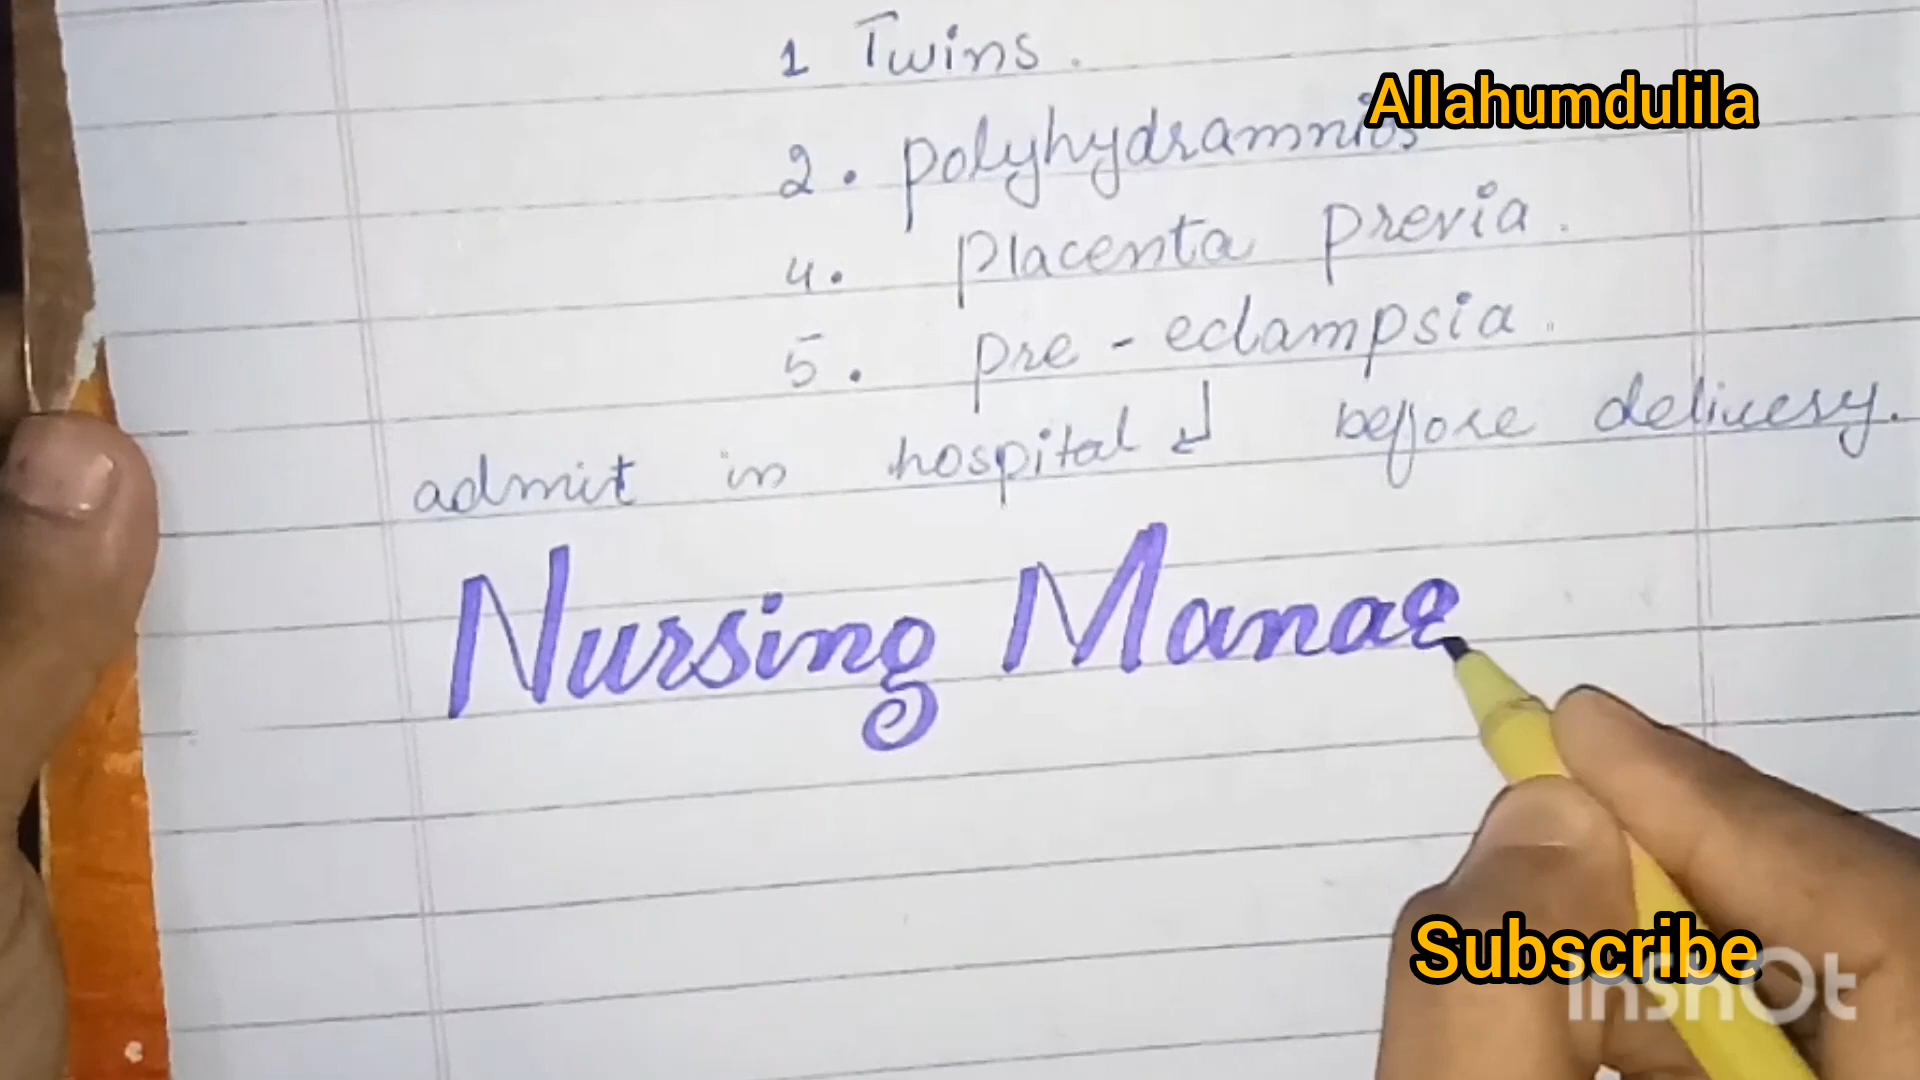 1 Twins.
Allahumdulila
2. polyhydramnios
4. Placenta previa.
5. pre-eclampsia.
admit in hospital ↲ before delivery.
Nursing Manag
Subscribe
InShOt